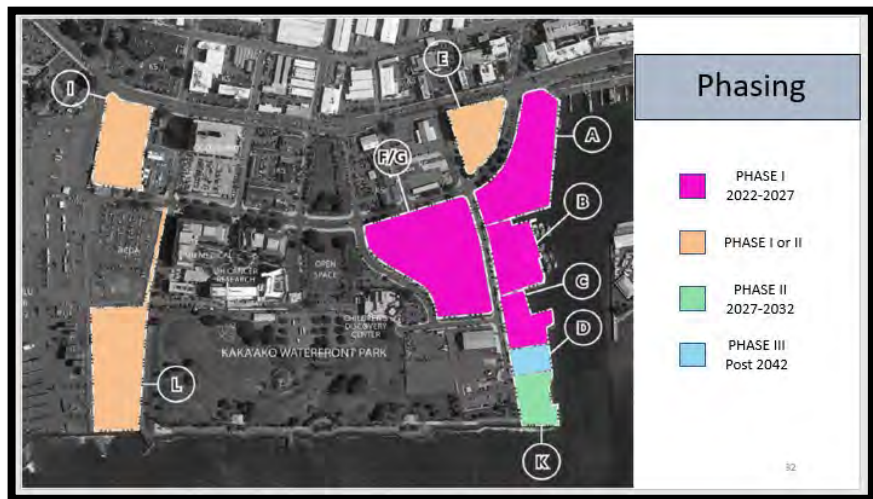 Phasing
I
E
A
F/G
B
C
D
L
K
OPEN
SPACE
CHILDREN'S
DISCOVERY
CENTER
KAKA'AKO WATERFRONT PARK
CANCER
RESEARCH
PHASE I
2022-2027
PHASE I or II
PHASE II
2027-2032
PHASE III
Post 2042
32